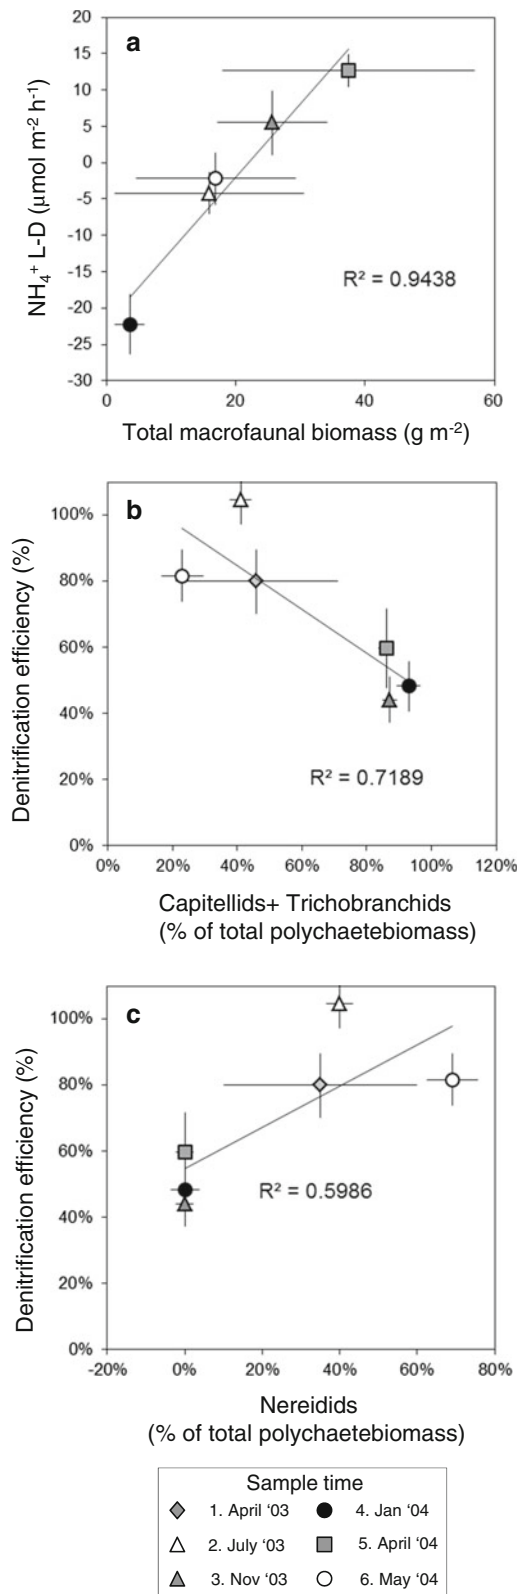 a
20
15
10
5
0
-5
-10
-15
-20
-25
-30
NH₄⁺ L-D (µmol m⁻² h⁻¹)
R² = 0.9438
0 20 40 60
Total macrofaunal biomass (g m⁻²)
b
100%
80%
60%
40%
20%
0%
Denitrification efficiency (%)
R² = 0.7189
0% 20% 40% 60% 80% 100% 120%
Capitellids+ Trichobranchids
(% of total polychaetebiomass)
c
100%
80%
60%
40%
20%
0%
Denitrification efficiency (%)
R² = 0.5986
-20% 0% 20% 40% 60% 80%
Nereidids
(% of total polychaetebiomass)
Sample time
1. April ‘03 4. Jan ‘04
2. July ‘03 5. April ‘04
3. Nov ‘03 6. May ‘04